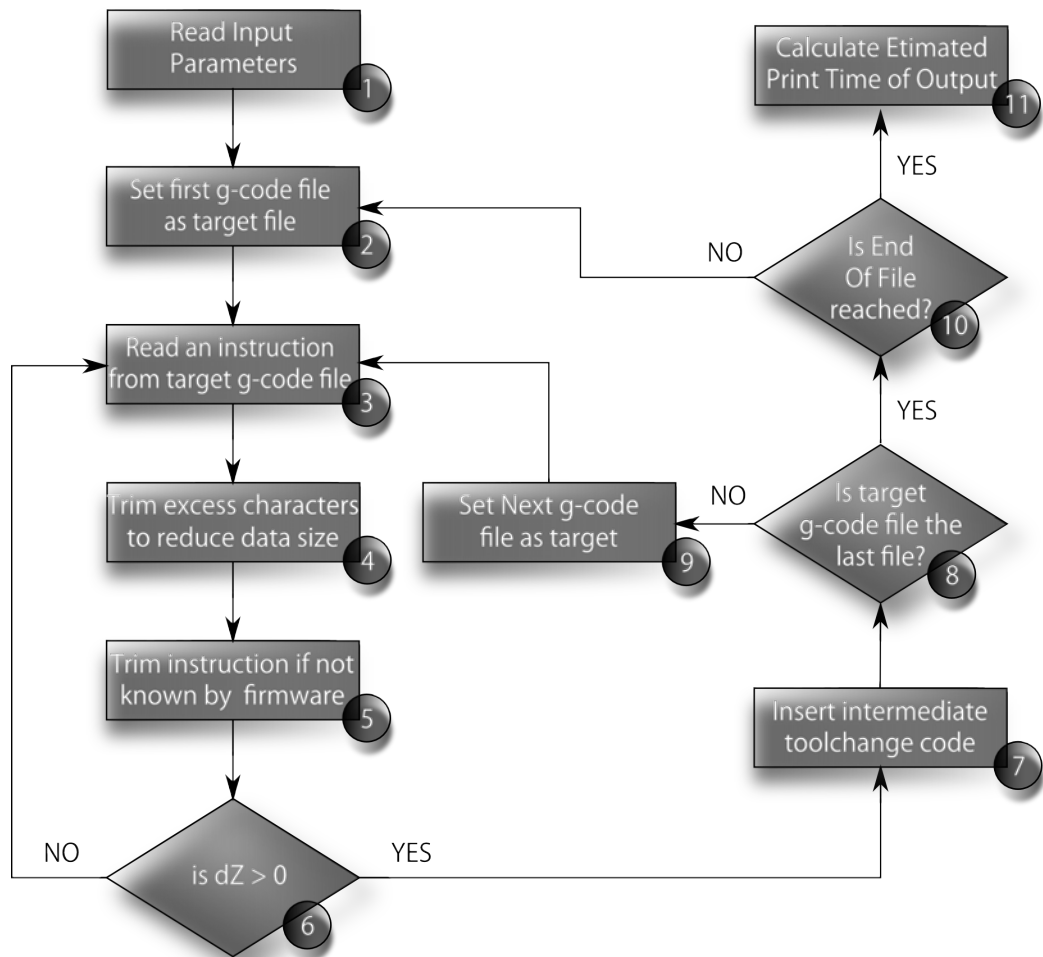 Read Input
Parameters
1
Set first g-code file
as target file
2
Read an instruction
from target g-code file
3
Trim excess characters
to reduce data size
4
Trim instruction if not
known by firmware
5
is dZ > 0
6
NO
YES
Insert intermediate
toolchange code
7
Is target
g-code file the
last file?
8
NO
YES
Set Next g-code
file as target
9
Is End
Of File
reached?
10
NO
YES
Calculate Etimated
Print Time of Output
11